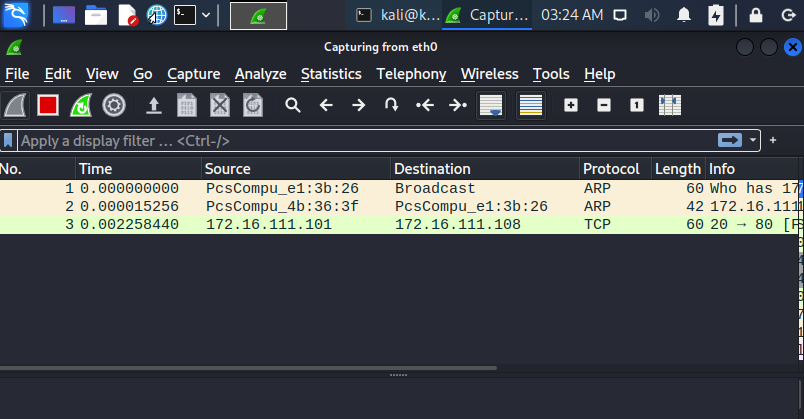 kali@k... Captur... 03:24 AM
Capturing from eth0
File Edit View Go Capture Analyze Statistics Telephony Wireless Tools Help
Apply a display filter … <Ctrl-/>
No. Time Source Destination Protocol Length Info
1 0.000000000 PcsCompu_e1:3b:26 Broadcast ARP 60 Who has 17
2 0.000015256 PcsCompu_4b:36:3f PcsCompu_e1:3b:26 ARP 42 172.16.111
3 0.002258440 172.16.111.101 172.16.111.108 TCP 60 20 → 80 [F